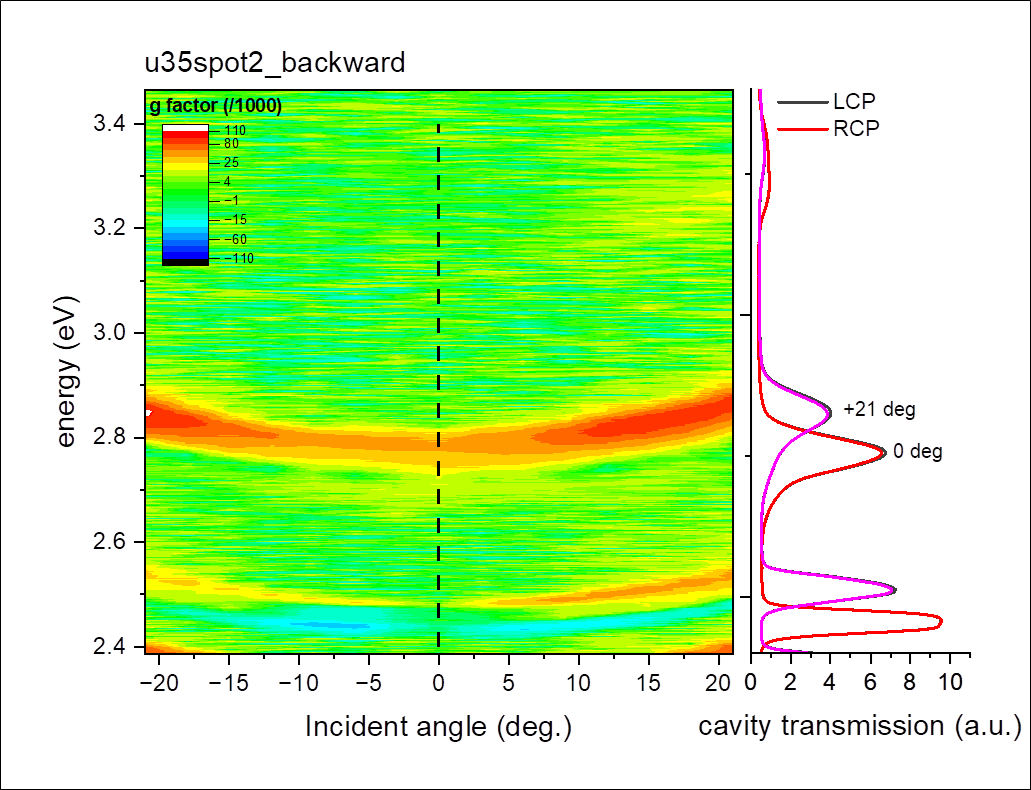 u35spot2_backward
g factor (/1000)
110
80
25
4
−1
−15
−60
−110
3.4
3.2
3.0
2.8
2.6
2.4
energy (eV)
−20 −15 −10 −5 0 5 10 15 20
Incident angle (deg.)
LCP
RCP
+21 deg
0 deg
0 2 4 6 8 10
cavity transmission (a.u.)